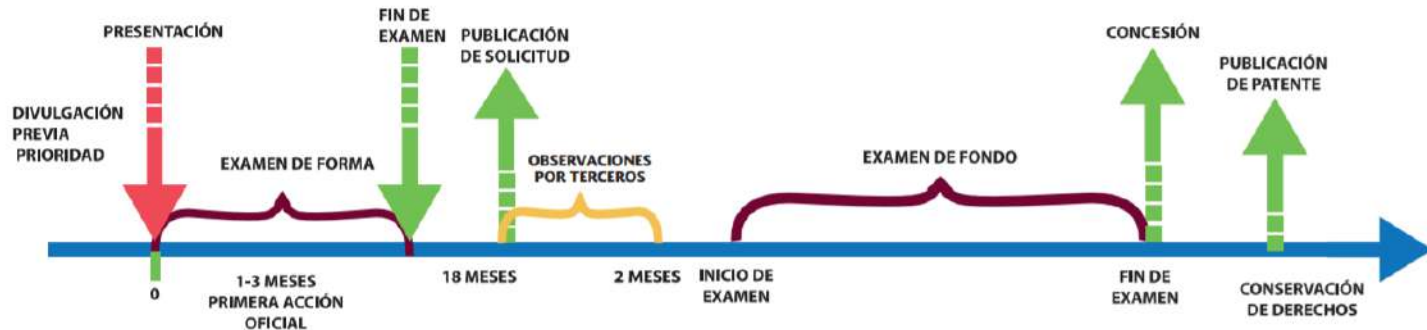 PRESENTACIÓN
DIVULGACIÓN
PREVIA
PRIORIDAD
EXAMEN DE FORMA
FIN DE
EXAMEN
PUBLICACIÓN
DE SOLICITUD
OBSERVACIONES
POR TERCEROS
EXAMEN DE FONDO
CONCESIÓN
PUBLICACIÓN
DE PATENTE
0
1-3 MESES
PRIMERA ACCIÓN
OFICIAL
18 MESES
2 MESES
INICIO DE
EXAMEN
FIN DE
EXAMEN
CONSERVACIÓN
DE DERECHOS